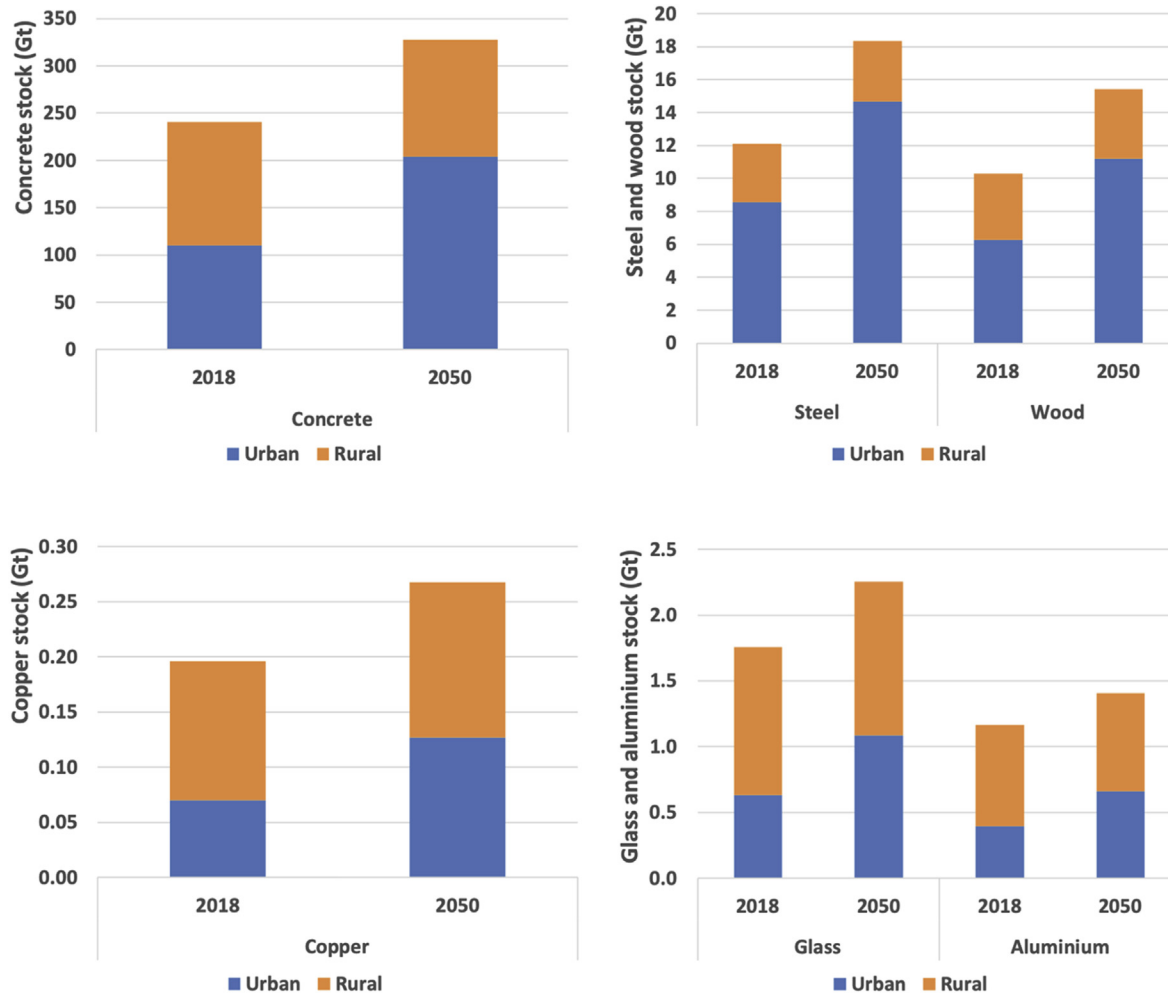 Concrete stock (Gt)
350
300
250
200
150
100
50
0
2018 2050
Concrete
Urban Rural
Steel and wood stock (Gt)
20
18
16
14
12
10
8
6
4
2
0
2018 2050 2018 2050
Steel Wood
Urban Rural
Copper stock (Gt)
0.30
0.25
0.20
0.15
0.10
0.05
0.00
2018 2050
Copper
Urban Rural
Glass and aluminium stock (Gt)
2.5
2.0
1.5
1.0
0.5
0.0
2018 2050 2018 2050
Glass Aluminium
Urban Rural